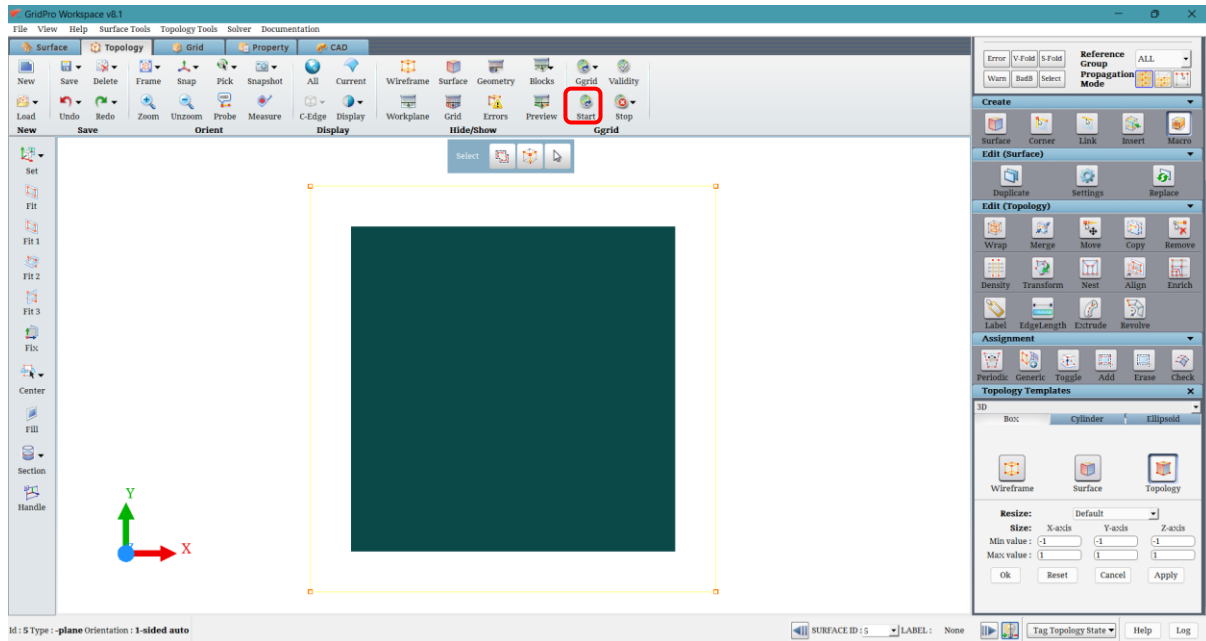 GridPro Workspace v8.1
File View Help Surface Tools Topology Tools Solver Documentation
Surface Topology Grid Property CAD
New Save Delete Frame Snap Pick Snapshot All Current Wireframe Surface Geometry Blocks Ggrid Validity
Load Undo Redo Zoom Unzoom Probe Measure C-Edge Display Workplane Grid Errors Preview Start Stop
New Save Orient Display Hide/Show Ggrid
Set
Fit
Fit 1
Fit 2
Fit 3
Fix
Center
Fill
Section
Handle
Select
Y
X
Error V-Fold S-Fold Reference Group ALL
Warn BadB Select Propagation Mode
Create
Surface Corner Link Insert Macro
Edit (Surface)
Duplicate Settings Replace
Edit (Topology)
Wrap Merge Move Copy Remove
Density Transform Nest Align Enrich
Label EdgeLength Extrude Revolve
Assignment
Periodic Generic Toggle Add Erase Check
Topology Templates X
3D
Box Cylinder Ellipsoid
Wireframe Surface Topology
Resize: Default
Size: X-axis Y-axis Z-axis
Min value : -1 -1 -1
Max value : 1 1 1
Ok Reset Cancel Apply
Id : 5 Type : -plane Orientation : 1-sided auto SURFACE ID : 5 LABEL : None Tag Topology State Help Log